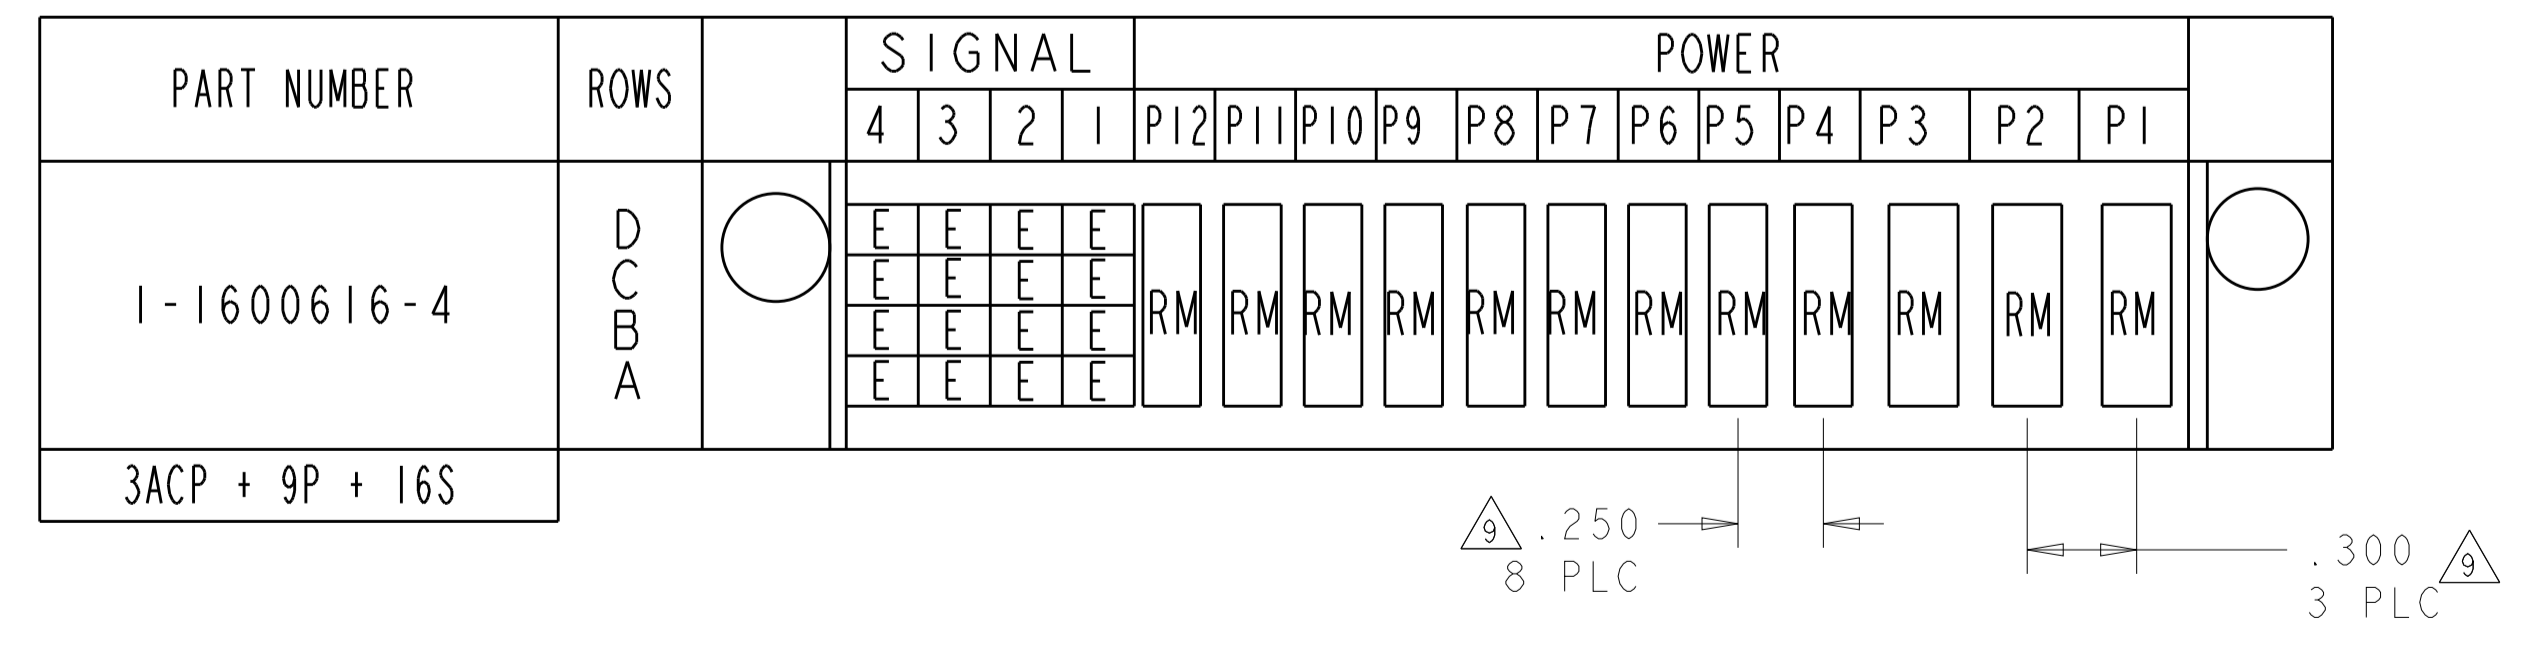 PART NUMBER ROWS SIGNAL POWER
4 3 2 1 P12 P11 P10 P9 P8 P7 P6 P5 P4 P3 P2 P1
1-1600616-4
D E E E E
C E E E E
B E E E E
A E E E E
RM RM RM RM RM RM RM RM RM RM RM RM
3ACP + 9P + 16S
9 .250
8 PLC
.300 9
3 PLC